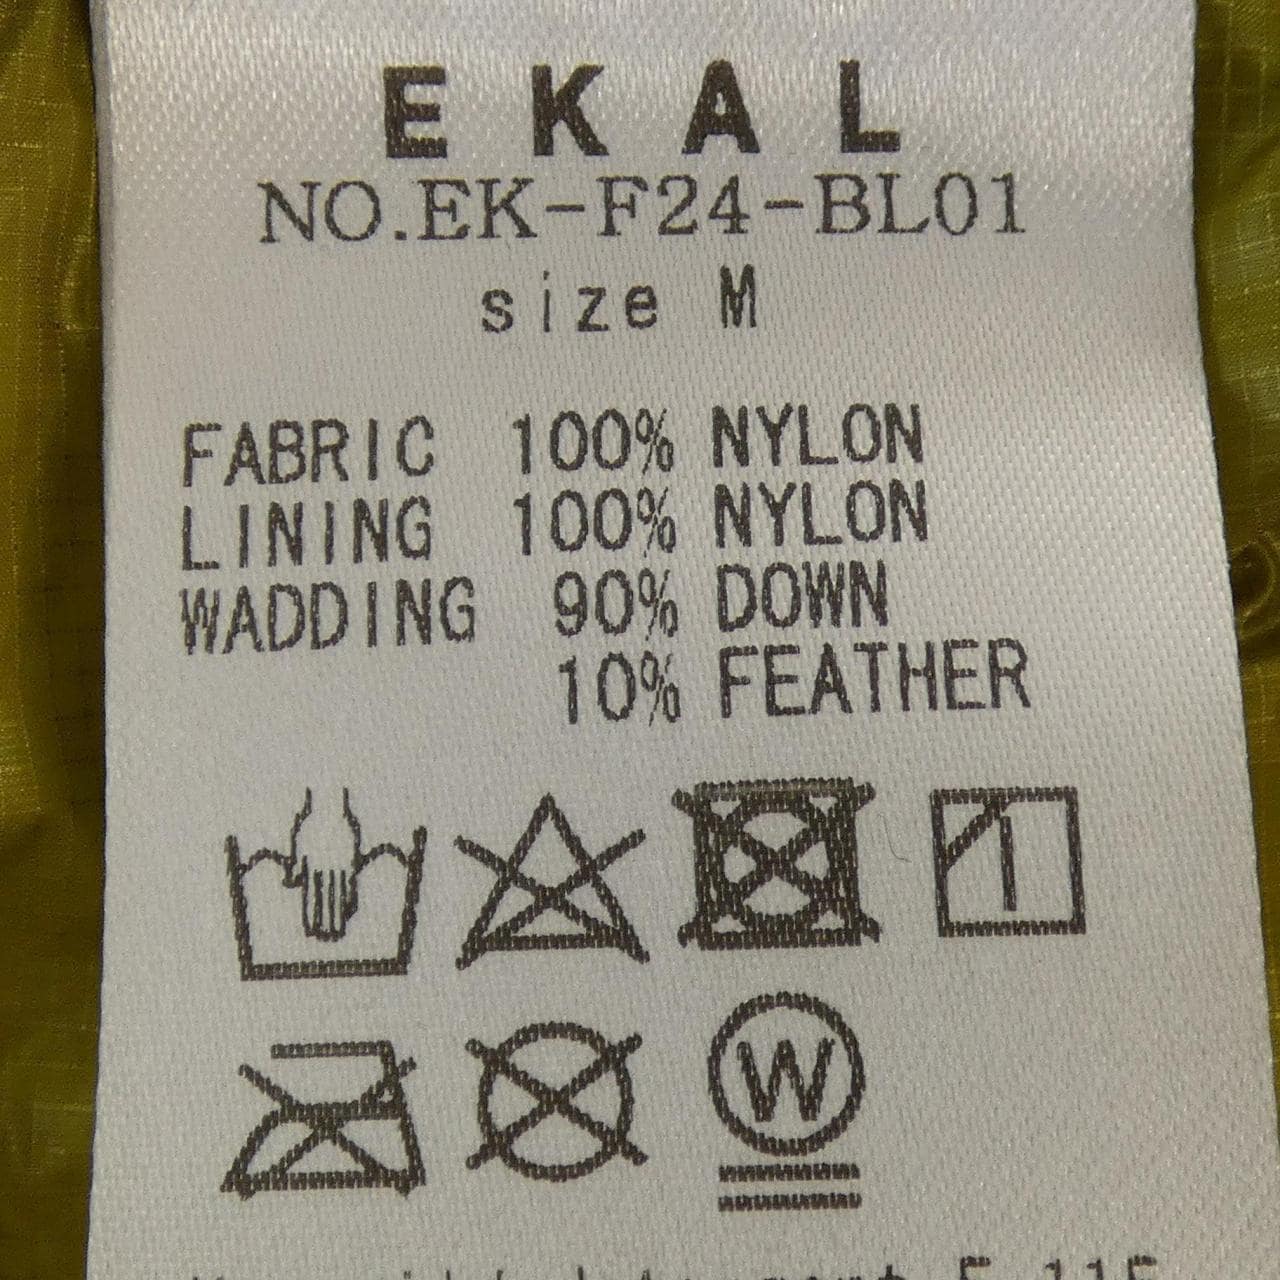 EKAL
NO.EK-F24-BL01
size M
FABRIC 100% NYLON
LINING 100% NYLON
WADDING 90% DOWN
10% FEATHER
W